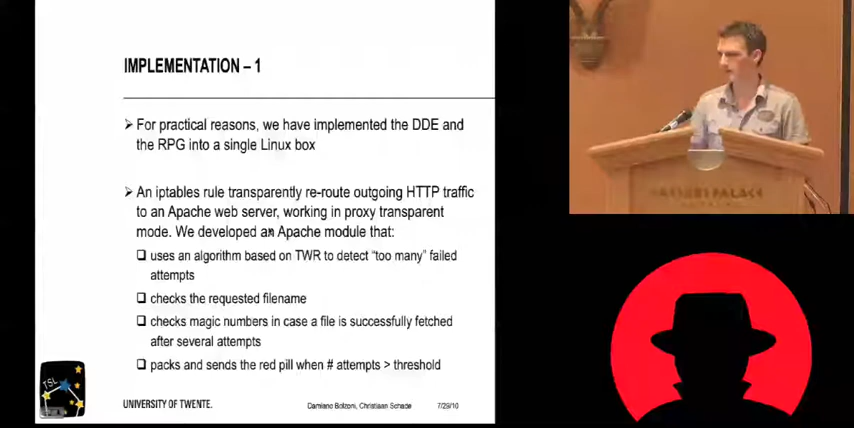 IMPLEMENTATION – 1
➢ For practical reasons, we have implemented the DDE and
the RPG into a single Linux box
➢ An iptables rule transparently re-route outgoing HTTP traffic
to an Apache web server, working in proxy transparent
mode. We developed an Apache module that:
❑ uses an algorithm based on TWR to detect “too many” failed
attempts
❑ checks the requested filename
❑ checks magic numbers in case a file is successfully fetched
after several attempts
❑ packs and sends the red pill when # attempts > threshold
TSL
UNIVERSITY OF TWENTE.
Damiano Bolzoni, Christiaan Schade
7/29/10
PALACE